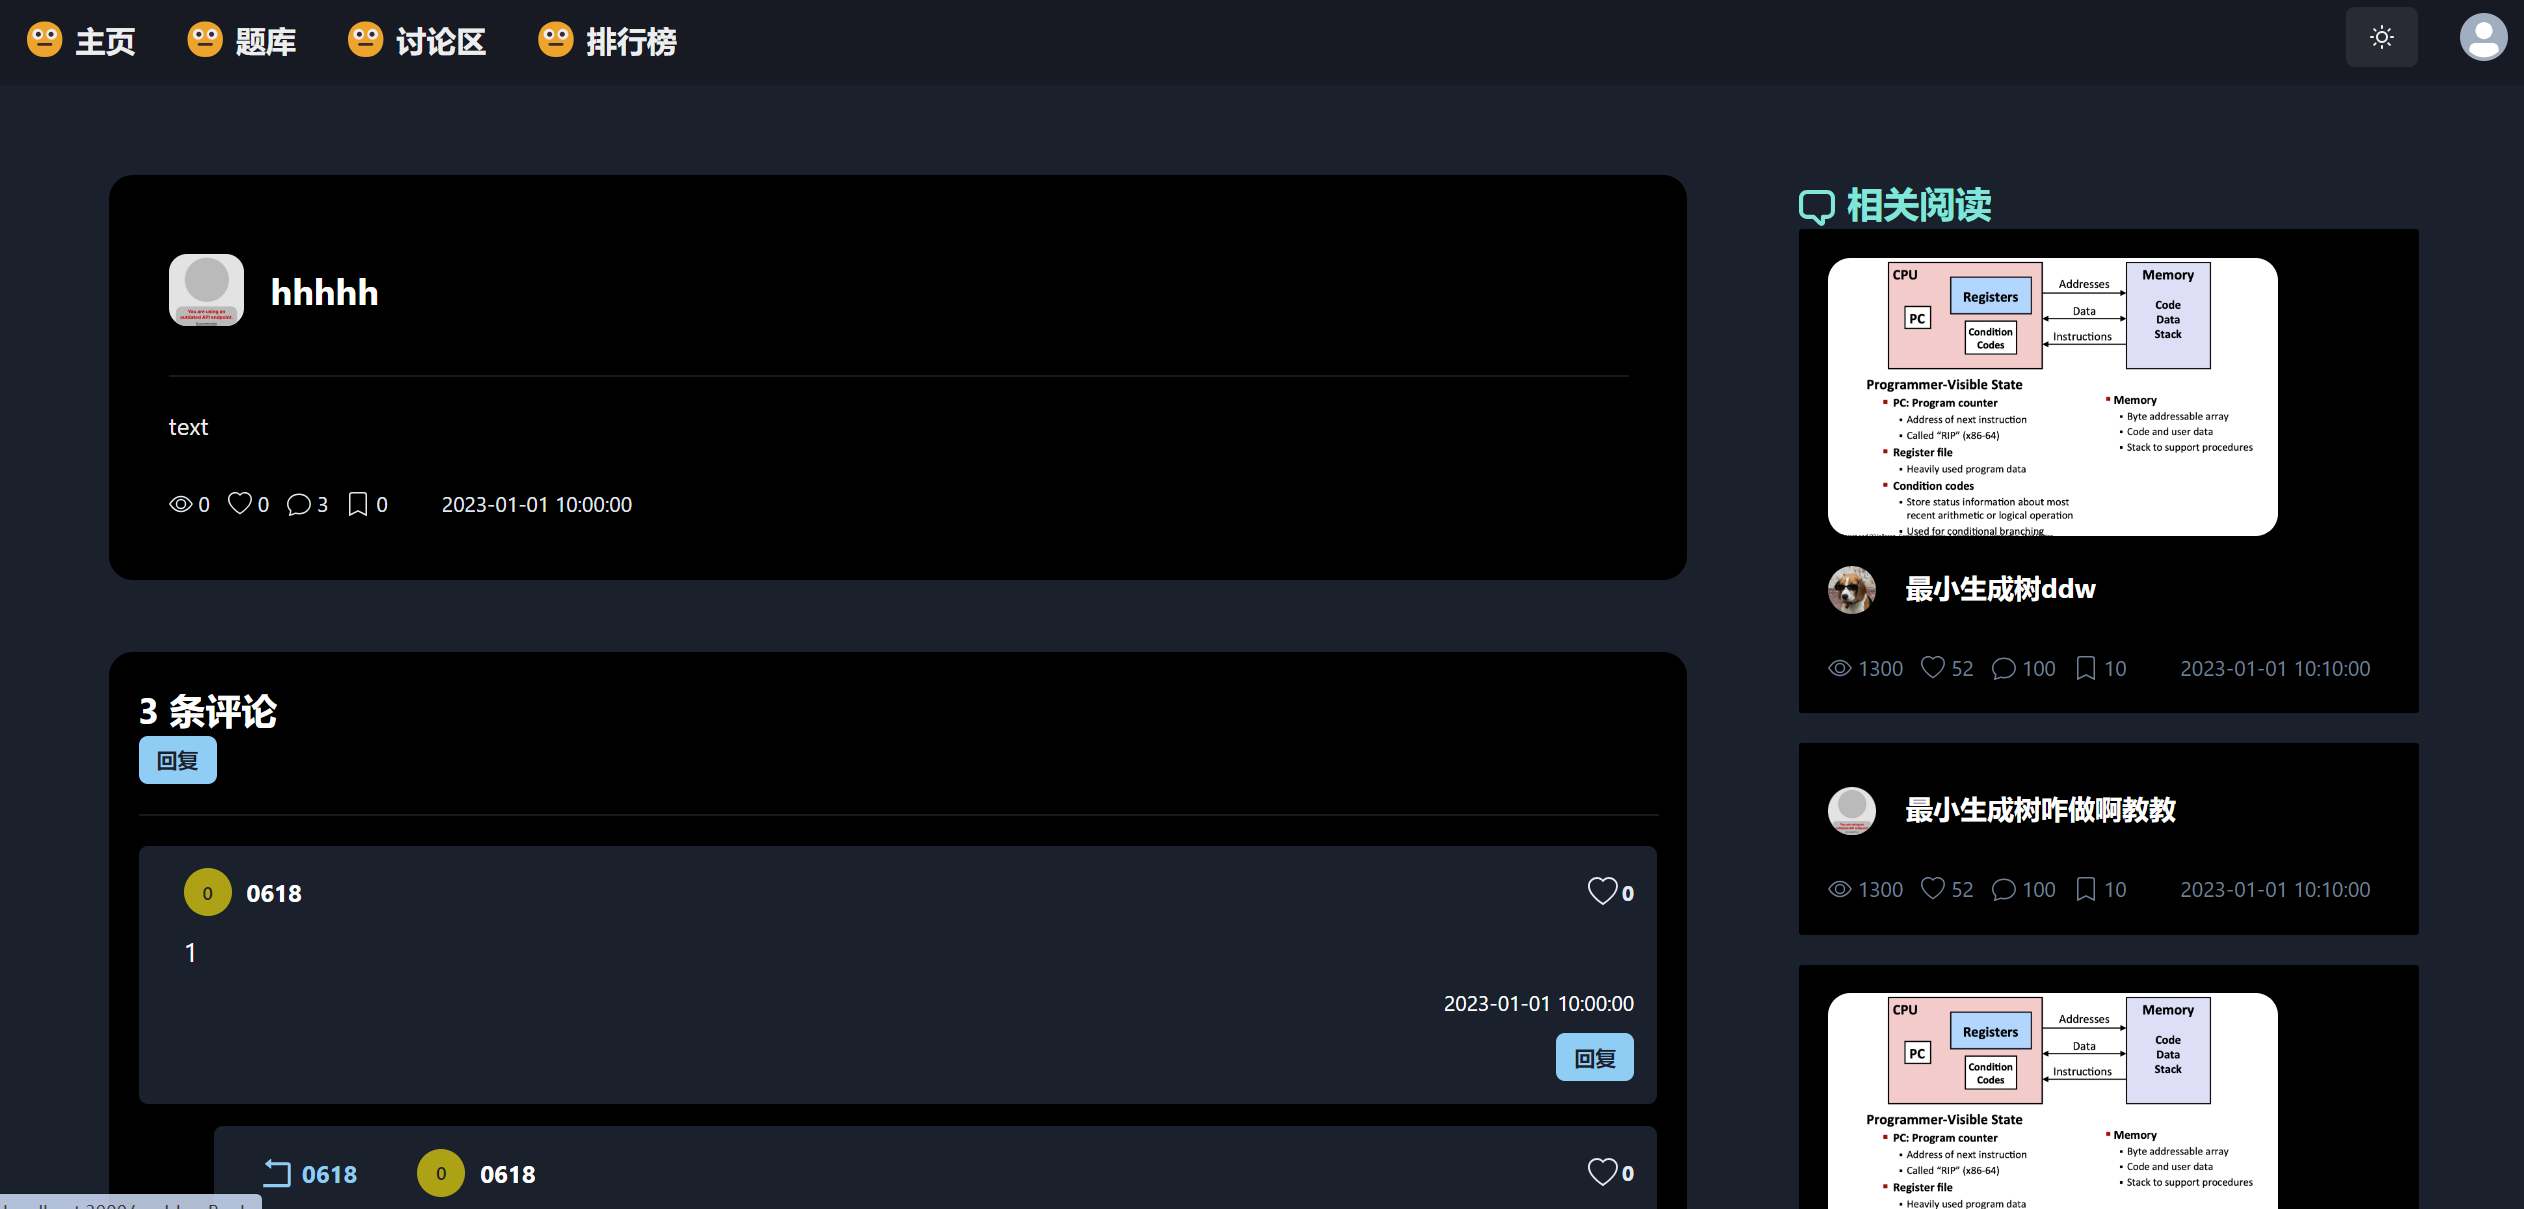 主页 题库 讨论区 排行榜
You are using an
outdated API endpoint.
hhhhh
text
0 0 3 0 2023-01-01 10:00:00
3 条评论
回复
0 0618 0
1
2023-01-01 10:00:00
回复
0618 0 0618 0
相关阅读
CPU
Registers
PC
Condition
Codes
Addresses
Data
Instructions
Memory
Code
Data
Stack
Programmer-Visible State
PC: Program counter
Address of next instruction
Called “RIP” (x86-64)
Register file
Heavily used program data
Condition codes
Store status information about most
recent arithmetic or logical operation
Used for conditional branching
Memory
Byte addressable array
Code and user data
Stack to support procedures
最小生成树ddw
1300 52 100 10 2023-01-01 10:10:00
最小生成树咋做啊教教
1300 52 100 10 2023-01-01 10:10:00
CPU
Registers
PC
Condition
Codes
Addresses
Data
Instructions
Memory
Code
Data
Stack
Programmer-Visible State
PC: Program counter
Address of next instruction
Called “RIP” (x86-64)
Register file
Heavily used program data
Memory
Byte addressable array
Code and user data
Stack to support procedures